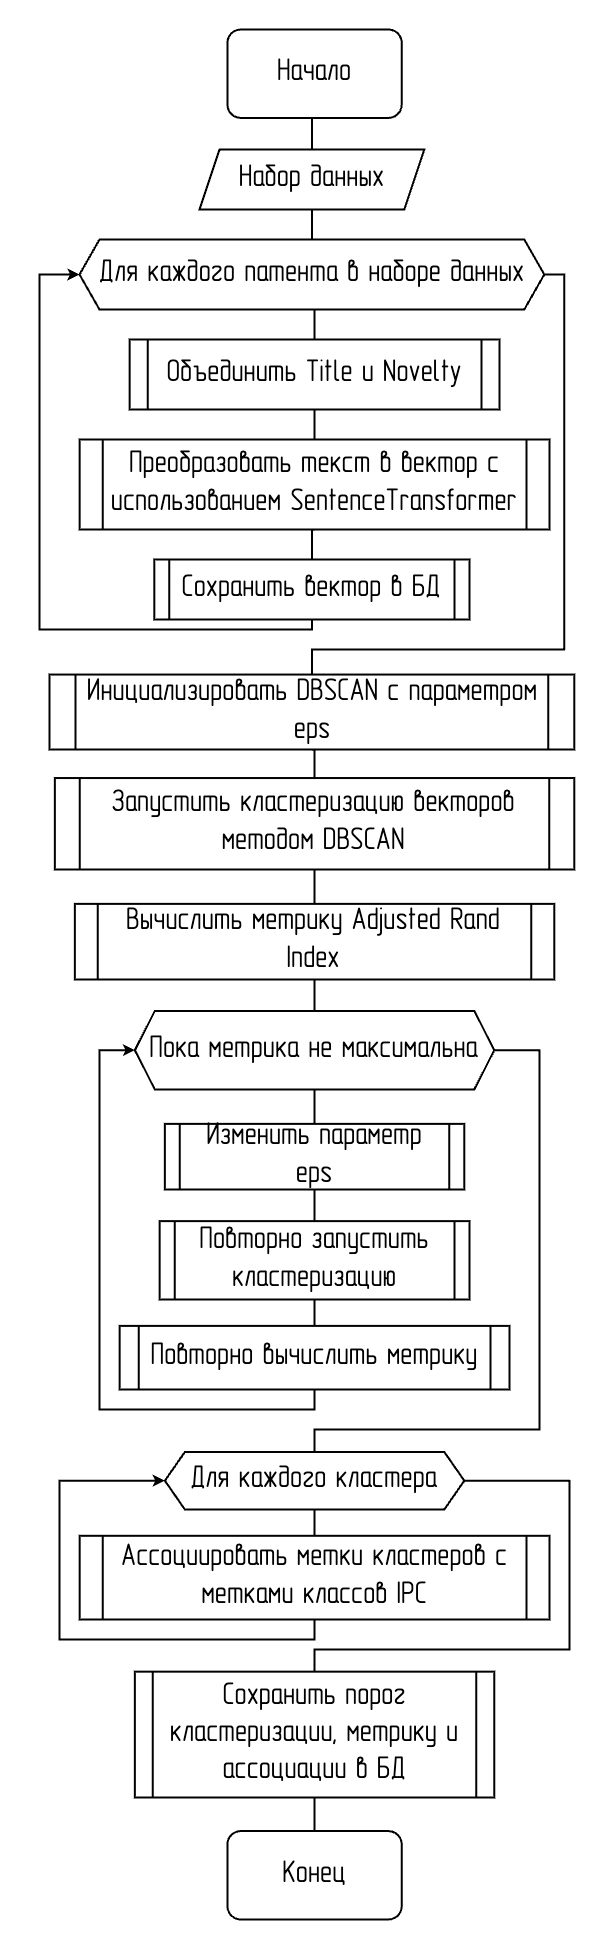 Начало
Набор данных
Для каждого патента в наборе данных
Объединить Title и Novelty
Преобразовать текст в вектор с
использованием SentenceTransformer
Сохранить вектор в БД
Инициализировать DBSCAN с параметром
eps
Запустить кластеризацию векторов
методом DBSCAN
Вычислить метрику Adjusted Rand
Index
Пока метрика не максимальна
Изменить параметр
eps
Повторно запустить
кластеризацию
Повторно вычислить метрику
Для каждого кластера
Ассоциировать метки кластеров с
метками классов IPC
Сохранить порог
кластеризации, метрику и
ассоциации в БД
Конец